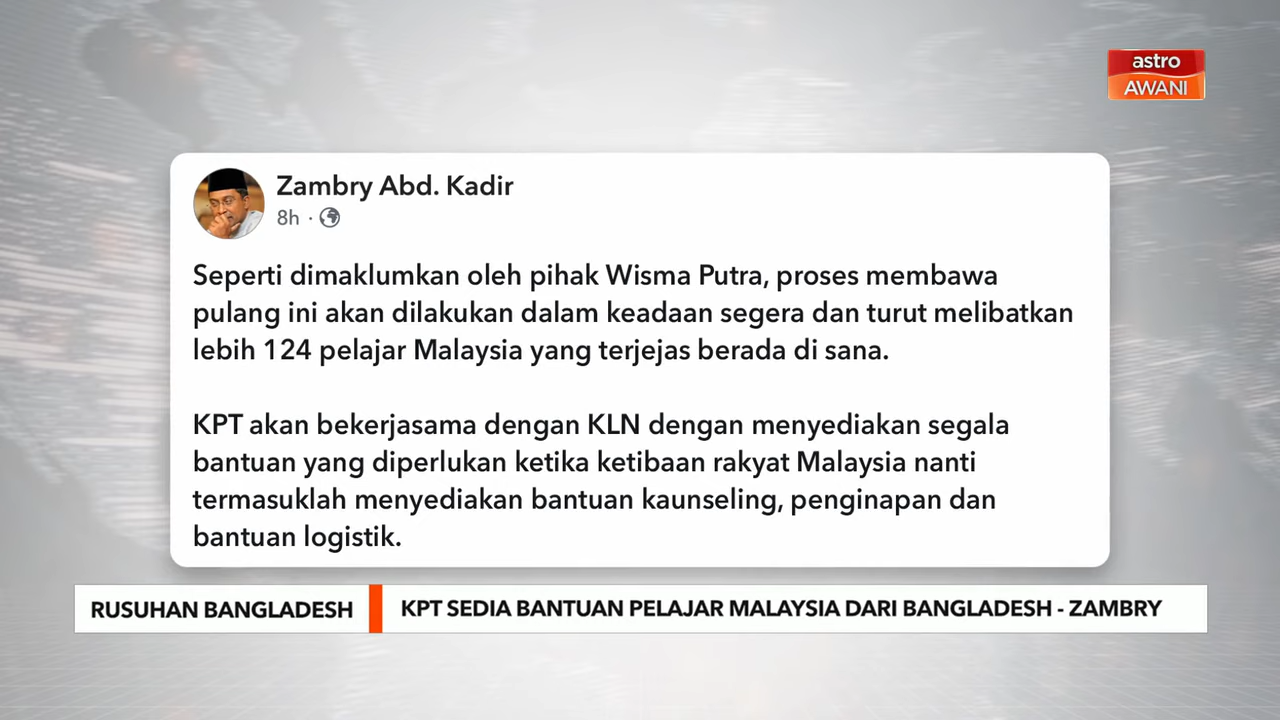 astro
AWANI
Zambry Abd. Kadir
8h ·
Seperti dimaklumkan oleh pihak Wisma Putra, proses membawa
pulang ini akan dilakukan dalam keadaan segera dan turut melibatkan
lebih 124 pelajar Malaysia yang terjejas berada di sana.
KPT akan bekerjasama dengan KLN dengan menyediakan segala
bantuan yang diperlukan ketika ketibaan rakyat Malaysia nanti
termasuklah menyediakan bantuan kaunseling, penginapan dan
bantuan logistik.
RUSUHAN BANGLADESH
KPT SEDIA BANTUAN PELAJAR MALAYSIA DARI BANGLADESH - ZAMBRY